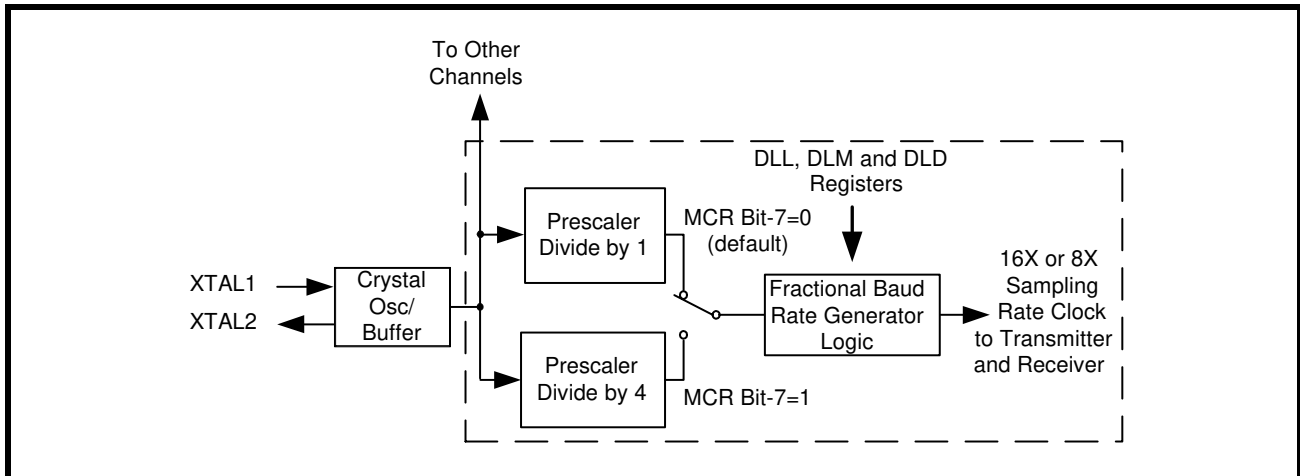 To Other
Channels
DLL, DLM and DLD
Registers
Prescaler
Divide by 1
MCR Bit-7=0
(default)
XTAL1
XTAL2
Crystal
Osc/
Buffer
Fractional Baud
Rate Generator
Logic
16X or 8X
Sampling
Rate Clock
to Transmitter
and Receiver
Prescaler
Divide by 4
MCR Bit-7=1